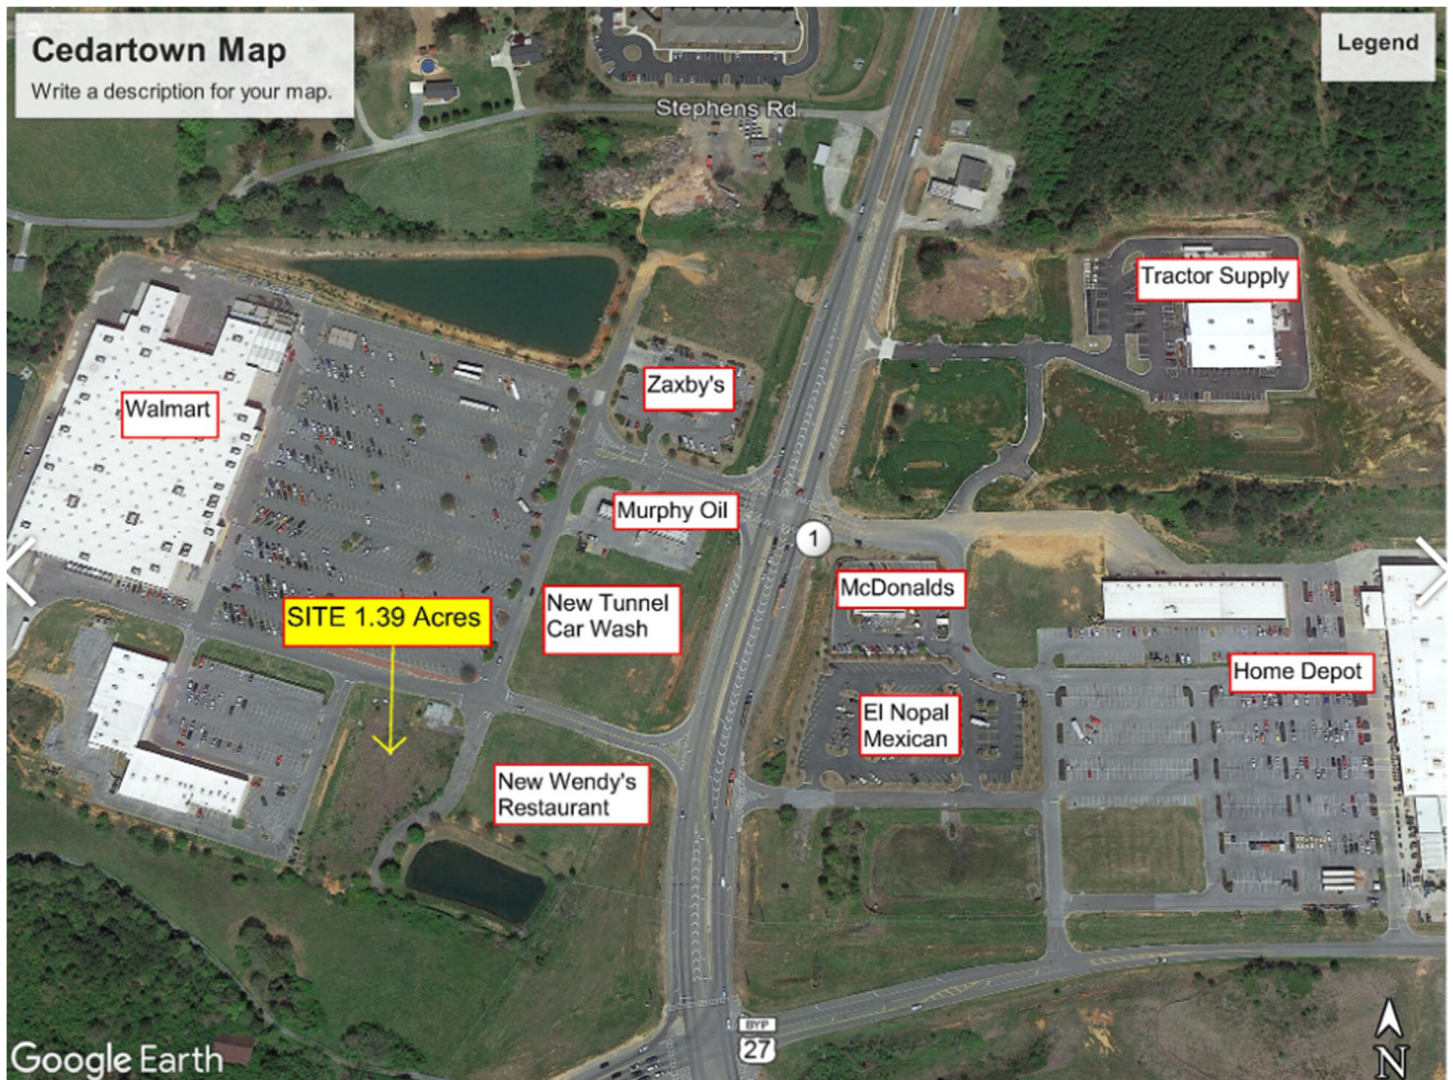 Cedartown Map
Write a description for your map.
Legend
Stephens Rd
Tractor Supply
Zaxby's
Walmart
Murphy Oil
1
McDonalds
New Tunnel
Car Wash
SITE 1.39 Acres
Home Depot
El Nopal
Mexican
New Wendy's
Restaurant
BYP
27
Google Earth
N